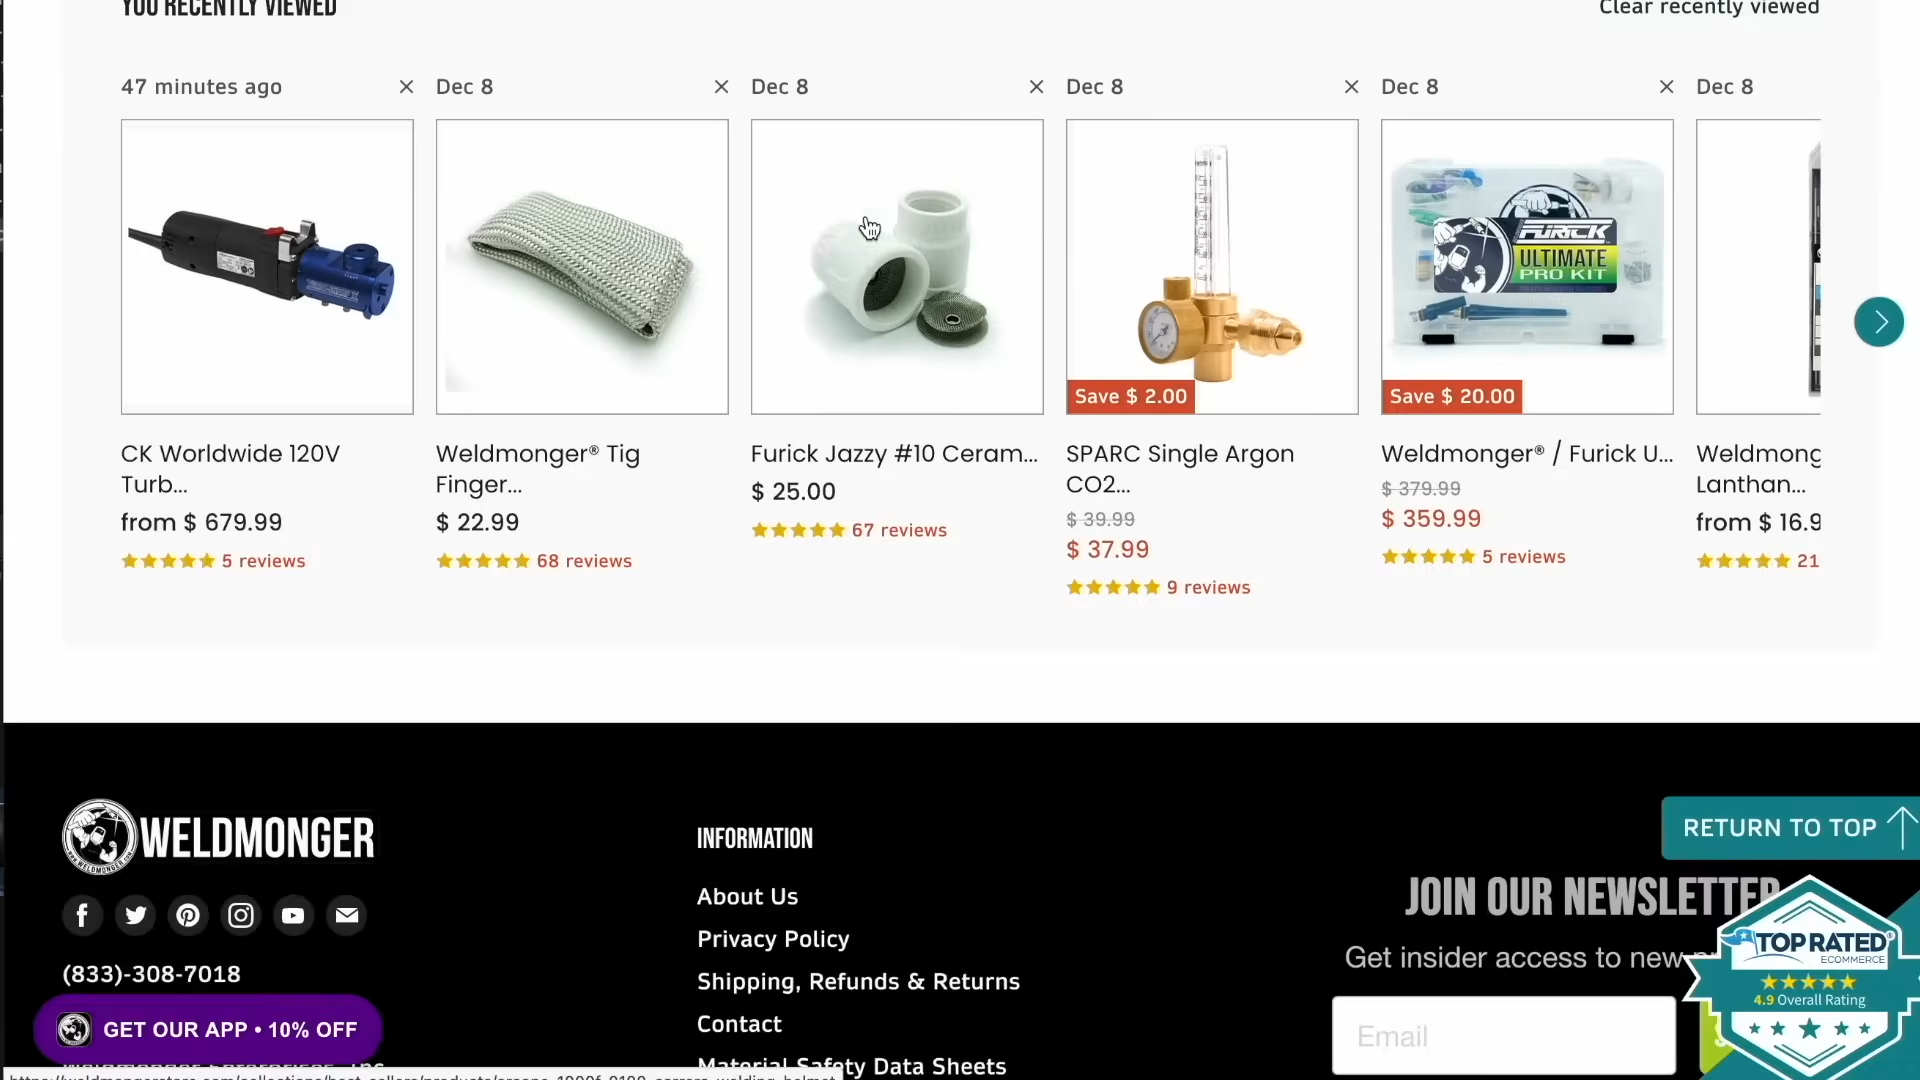 YOU RECENTLY VIEWED
Clear recently viewed
47 minutes ago
Dec 8
Dec 8
Dec 8
Dec 8
Dec 8
FURICK
ULTIMATE
PRO KIT
Save $ 2.00
Save $ 20.00
CK Worldwide 120V
Turb...
from $ 679.99
5 reviews
Weldmonger® Tig
Finger...
$ 22.99
68 reviews
Furick Jazzy #10 Ceram...
$ 25.00
67 reviews
SPARC Single Argon
CO2...
$ 39.99
$ 37.99
9 reviews
Weldmonger® / Furick U...
$ 379.99
$ 359.99
5 reviews
Weldmong
Lanthan...
from $ 16.9
21
WELDMONGER
(833)-308-7018
GET OUR APP • 10% OFF
INFORMATION
About Us
Privacy Policy
Shipping, Refunds & Returns
Contact
Material Safety Data Sheets
RETURN TO TOP
JOIN OUR NEWSLETTER
Get insider access to new
Email
TOP RATED
ECOMMERCE
4.9 Overall Rating